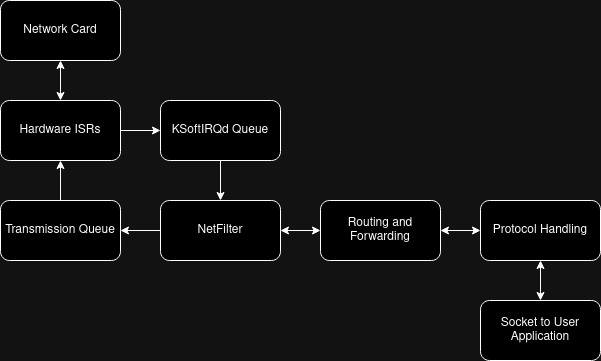 Network Card
Hardware ISRs
KSoftIRQd Queue
Transmission Queue
NetFilter
Routing and
Forwarding
Protocol Handling
Socket to User
Application